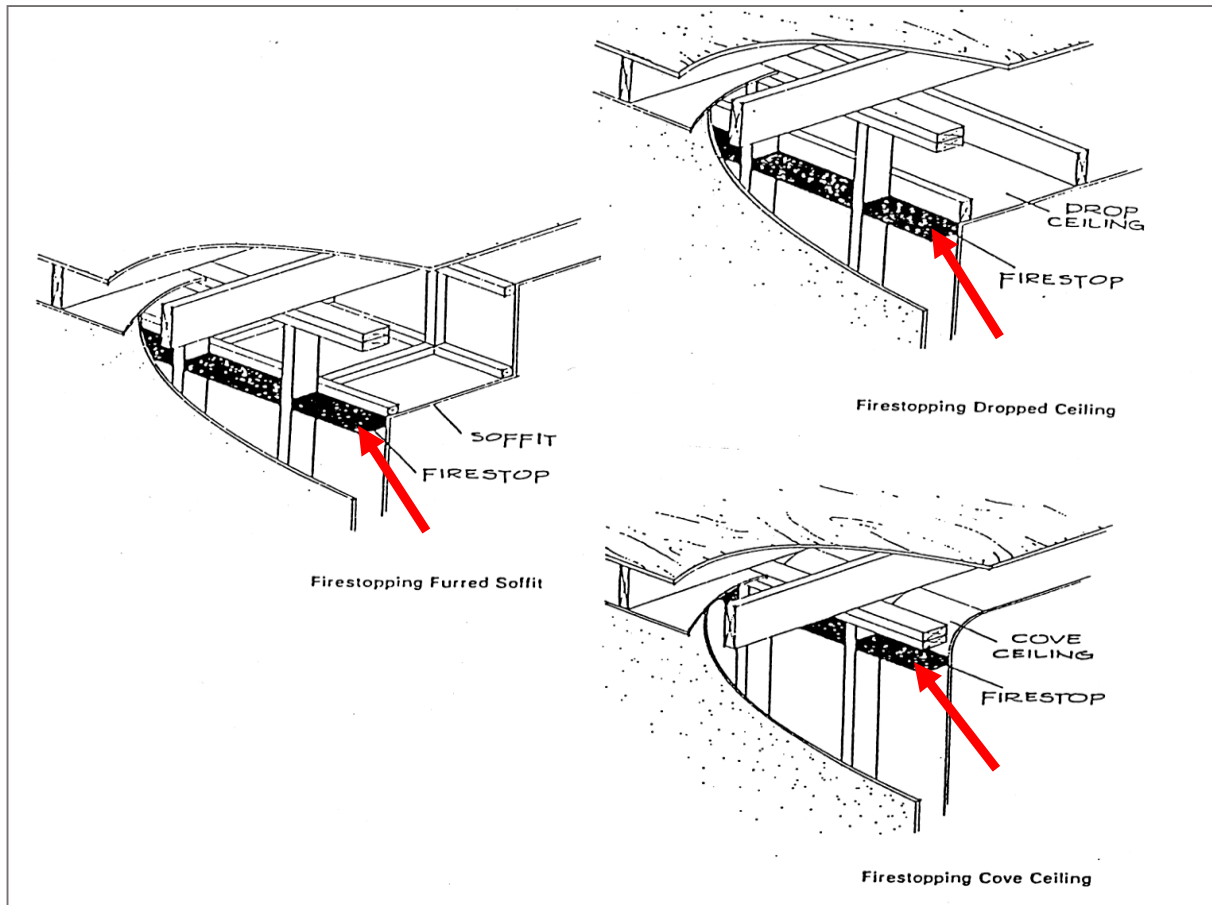 DROP
CEILING
FIRESTOP
Firestopping Dropped Ceiling
SOFFIT
FIRESTOP
Firestopping Furred Soffit
COVE
CEILING
FIRESTOP
Firestopping Cove Ceiling